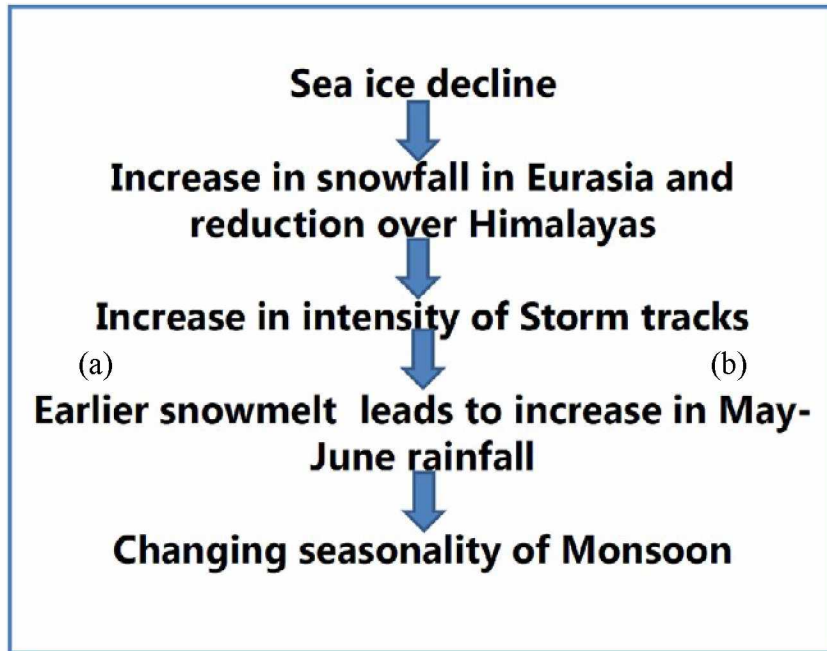 Sea ice decline
Increase in snowfall in Eurasia and
reduction over Himalayas
Increase in intensity of Storm tracks
(a) (b)
Earlier snowmelt leads to increase in May-
June rainfall
Changing seasonality of Monsoon